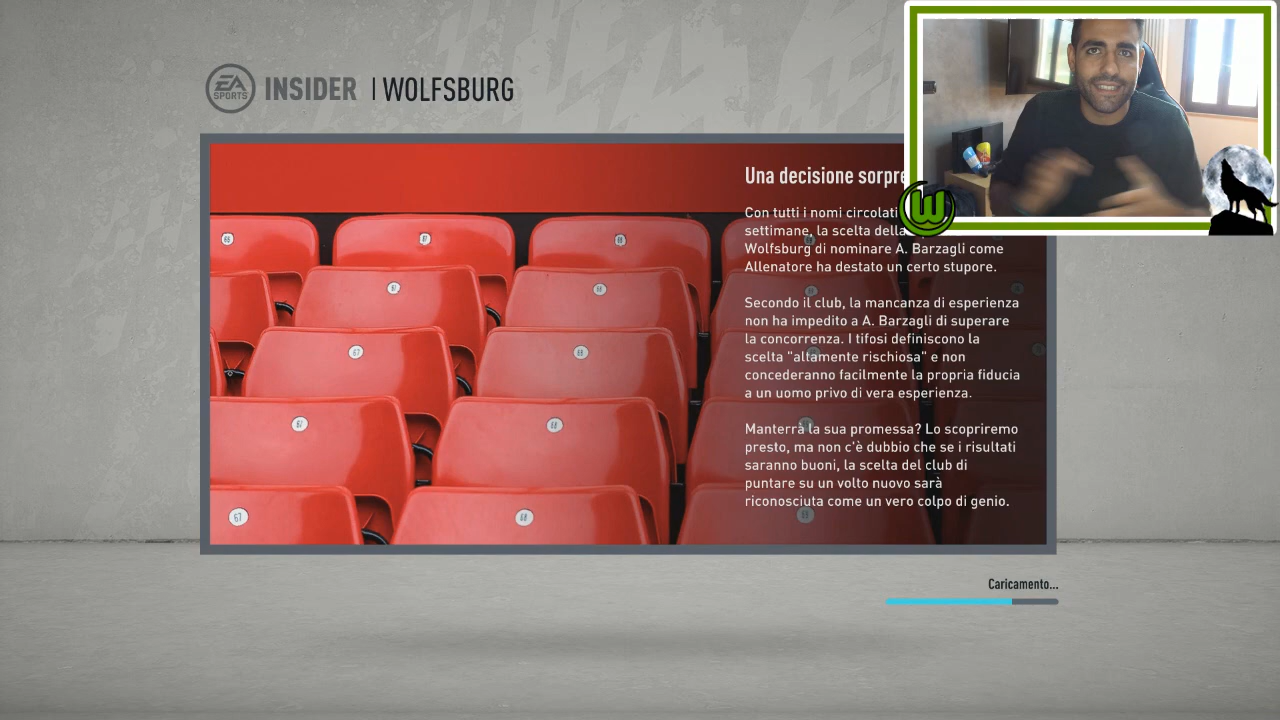 EA SPORTS INSIDER | WOLFSBURG
Una decisione
Con tutti i nomi circolati
settimane, la scelta della
Wolfsburg di nominare A. Barzagli come
Allenatore ha destato un certo stupore.
Secondo il club, la mancanza di esperienza
non ha impedito a A. Barzagli di superare
la concorrenza. I tifosi definiscono la
scelta "altamente rischiosa" e non
concederanno facilmente la propria fiducia
a un uomo privo di vera esperienza.
Manterrà la sua promessa? Lo scopriremo
presto, ma non c'è dubbio che se i risultati
saranno buoni, la scelta del club di
puntare su un volto nuovo sarà
riconosciuta come un vero colpo di genio.
Caricamento...
W
67
68